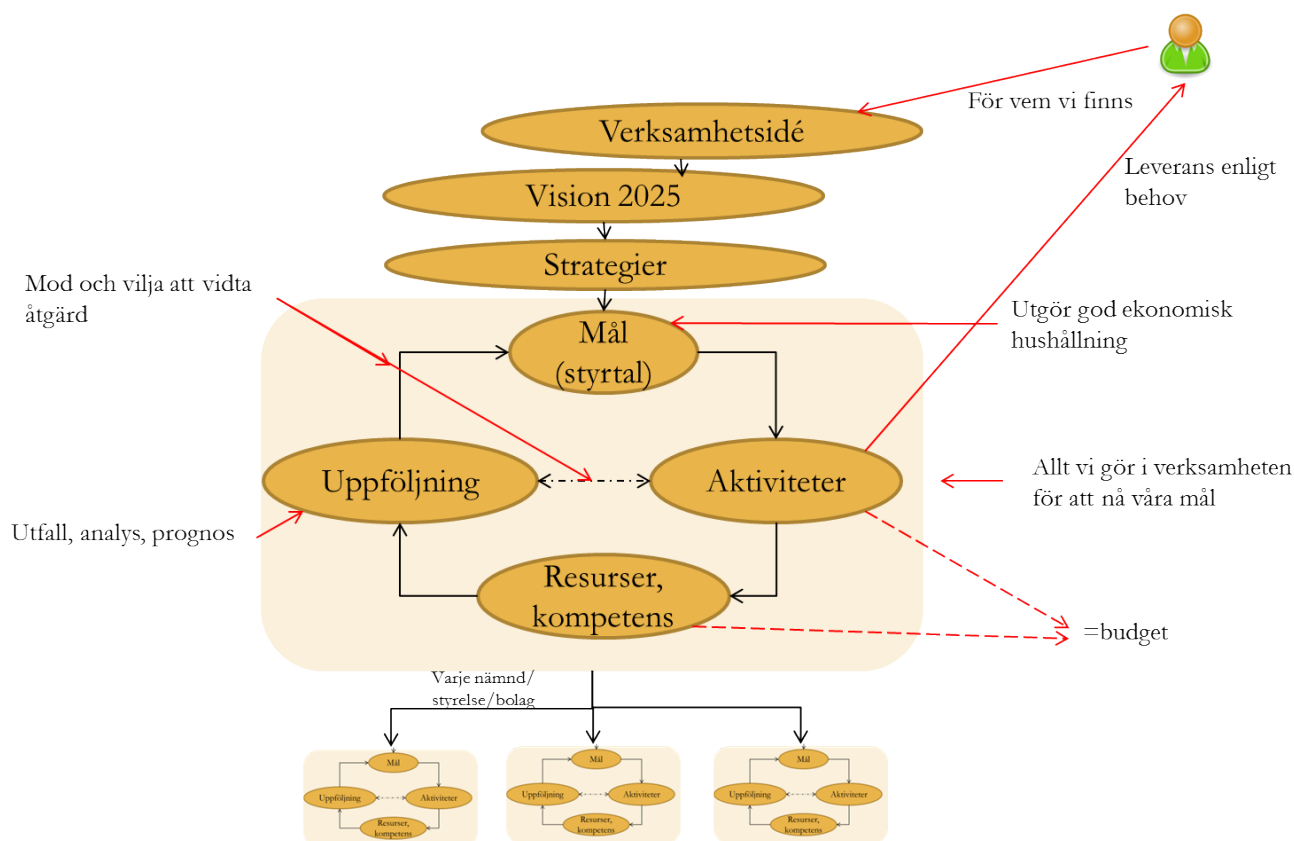 För vem vi finns
Verksamhetsidé
Leverans enligt
behov
Vision 2025
Strategier
Mod och vilja att vidta
åtgärd
Utgör god ekonomisk
hushållning
Mål
(styrtal)
Uppföljning
Aktiviteter
Allt vi gör i verksamheten
för att nå våra mål
Utfall, analys, prognos
Resurser,
kompetens
=budget
Varje nämnd/
styrelse/bolag
Mål
Uppföljning
Aktiviteter
Resurser,
kompetens
Mål
Uppföljning
Aktiviteter
Resurser,
kompetens
Mål
Uppföljning
Aktiviteter
Resurser,
kompetens